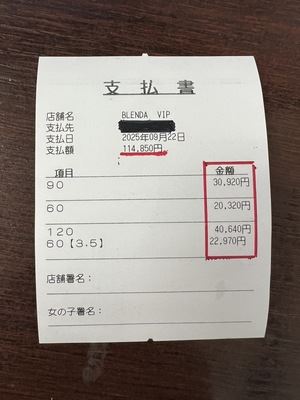 支払書
店舗名 BLENDA VIP
支払先
支払日 2025年09月22日
支払額 114,850円
項目 金額
90 30,920円
60 20,320円
120 40,640円
60【3.5】 22,970円
店舗署名：
女の子署名：